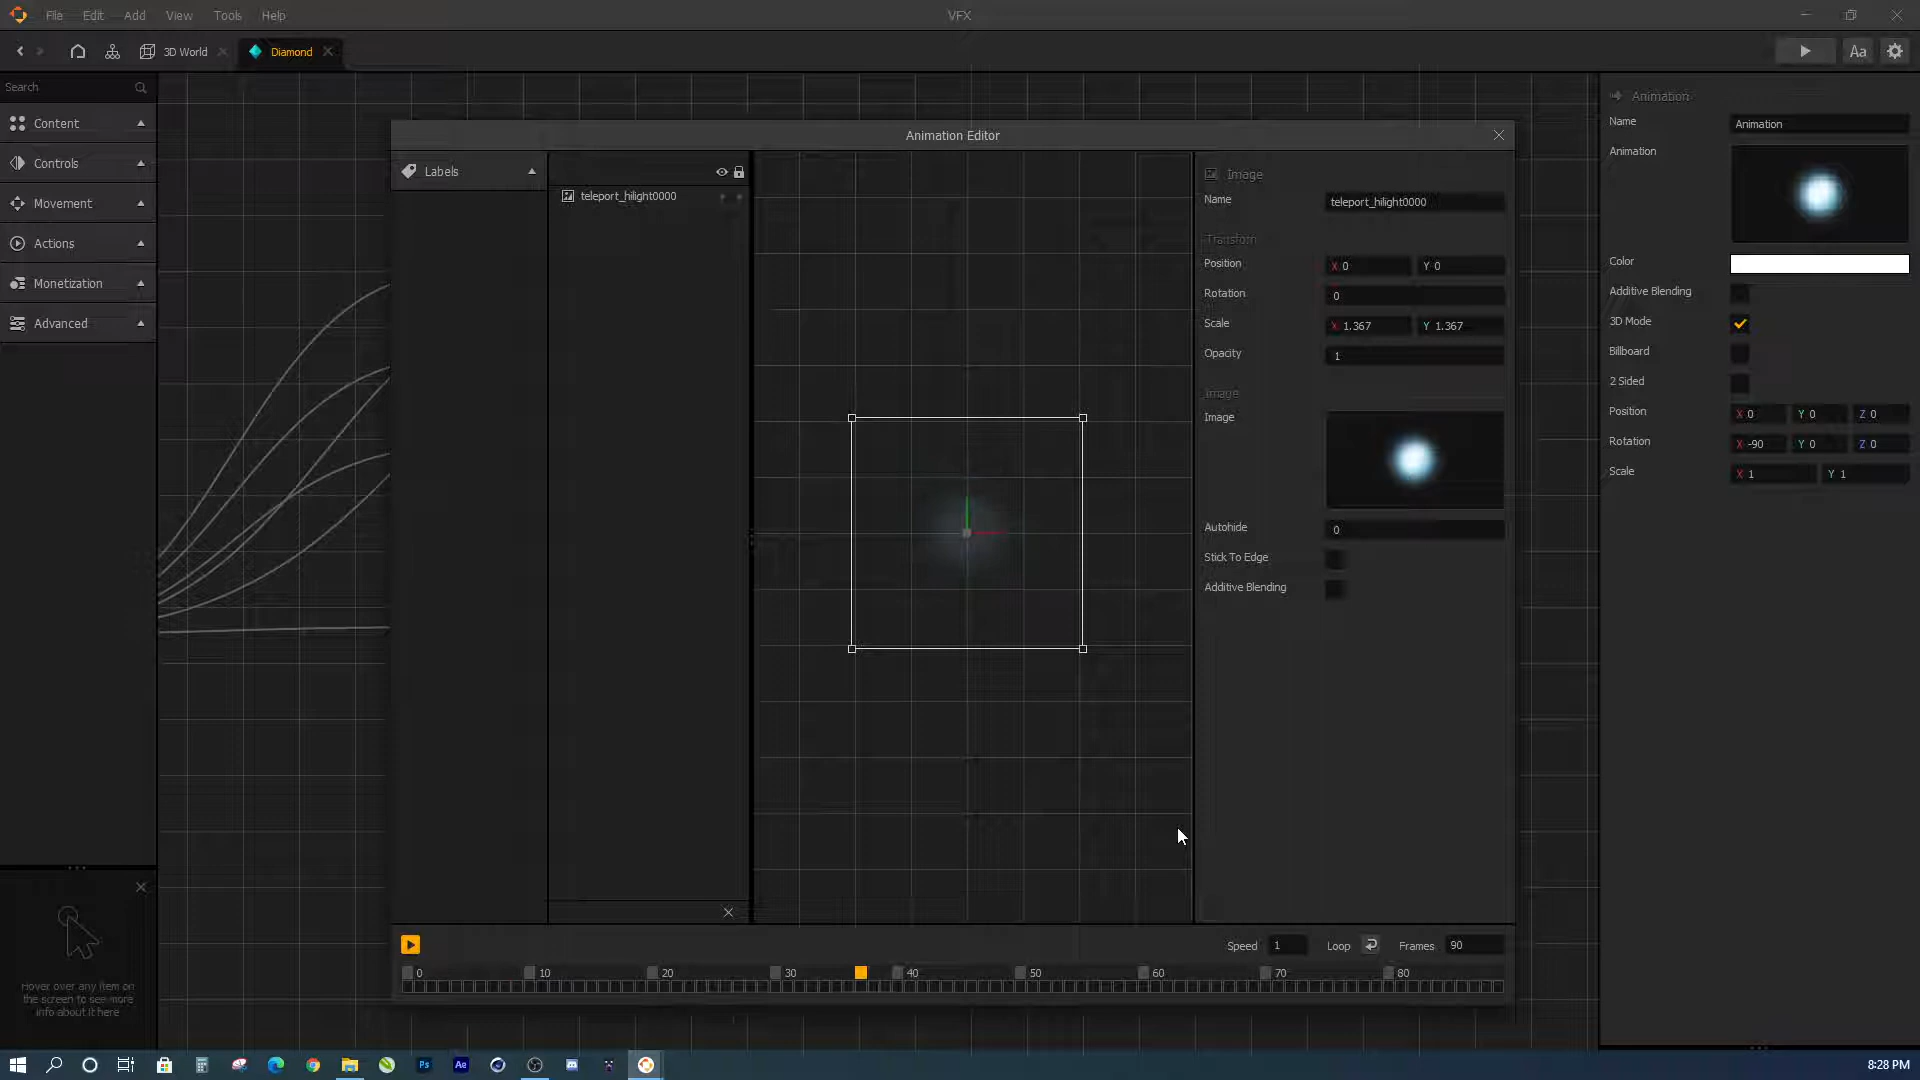 File Edit Add View Tools Help VFX
3D World Diamond Aa
Search
Content
Controls
Movement
Actions
Monetization
Advanced
Hover over any item on
the screen to see more
info about it here
Animation Editor
Labels
teleport_hilight0000
Image
Name teleport_hilight0000
Transform
Position X 0 Y 0
Rotation 0
Scale X 1.367 Y 1.367
Opacity 1
Image
Image
Autohide 0
Stick To Edge
Additive Blending
Speed 1 Loop Frames 90
0 10 20 30 40 50 60 70 80
Animation
Name Animation
Animation
Color
Additive Blending
3D Mode
Billboard
2 Sided
Position X 0 Y 0 Z 0
Rotation X -90 Y 0 Z 0
Scale X 1 Y 1
Ps Ae
8:28 PM